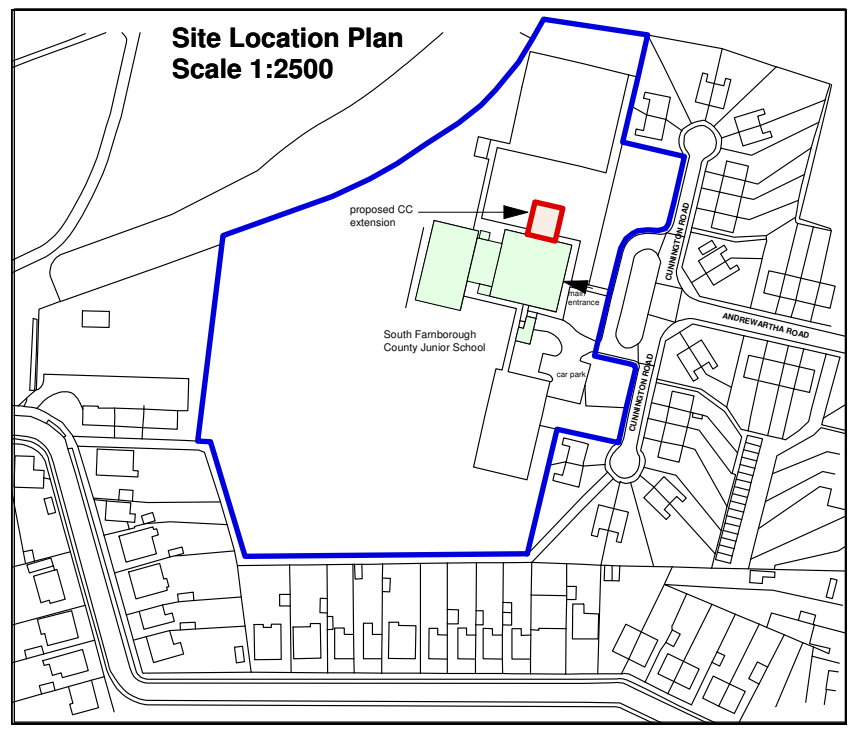 Site Location Plan
Scale 1:2500
proposed CC
extension
CUNNINGTON ROAD
main
entrance
ANDREWARTHA ROAD
South Farnborough
County Junior School
car park
CUNNINGTON ROAD